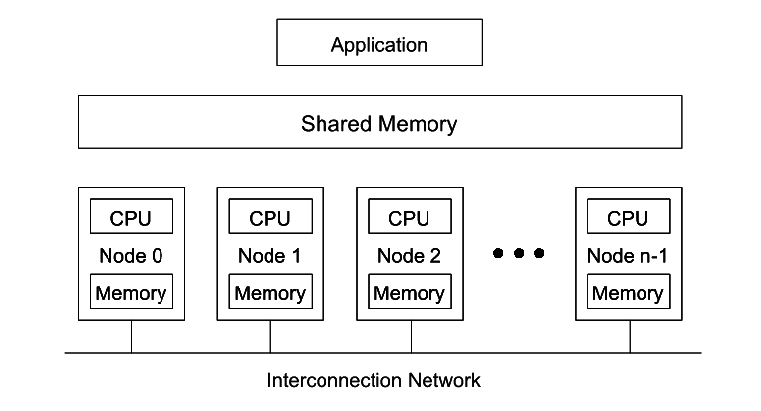 Application
Shared Memory
CPU
CPU
CPU
CPU
Node 0
Node 1
Node 2
Node n-1
Memory
Memory
Memory
Memory
Interconnection Network